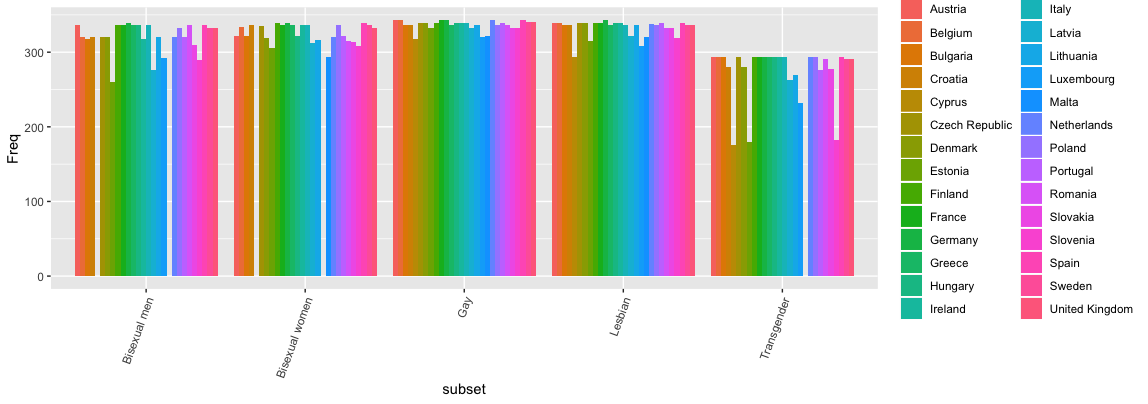 Freq
300
200
100
0
Bisexual men
Bisexual women
Gay
Lesbian
Transgender
subset
Austria
Belgium
Bulgaria
Croatia
Cyprus
Czech Republic
Denmark
Estonia
Finland
France
Germany
Greece
Hungary
Ireland
Italy
Latvia
Lithuania
Luxembourg
Malta
Netherlands
Poland
Portugal
Romania
Slovakia
Slovenia
Spain
Sweden
United Kingdom